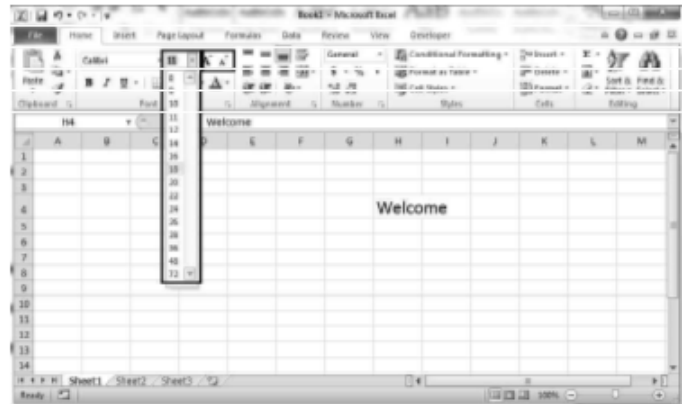 Book1 - Microsoft Excel
File Home Insert Page Layout Formulas Data Review View Developer
Calibri General Conditional Formatting Insert
Format as Table Delete
Paste B I U Cell Styles Format Sort & Find &
Clipboard Font Alignment Number Styles Cells Editing
H4 Welcome
A B C D E F G H I J K L M
8
9
10
11
12
14
16
18
20
22
24
26
28
36
48
72
1
2
3
4 Welcome
5
6
7
8
9
10
11
12
13
14
Sheet1 Sheet2 Sheet3
Ready 100%